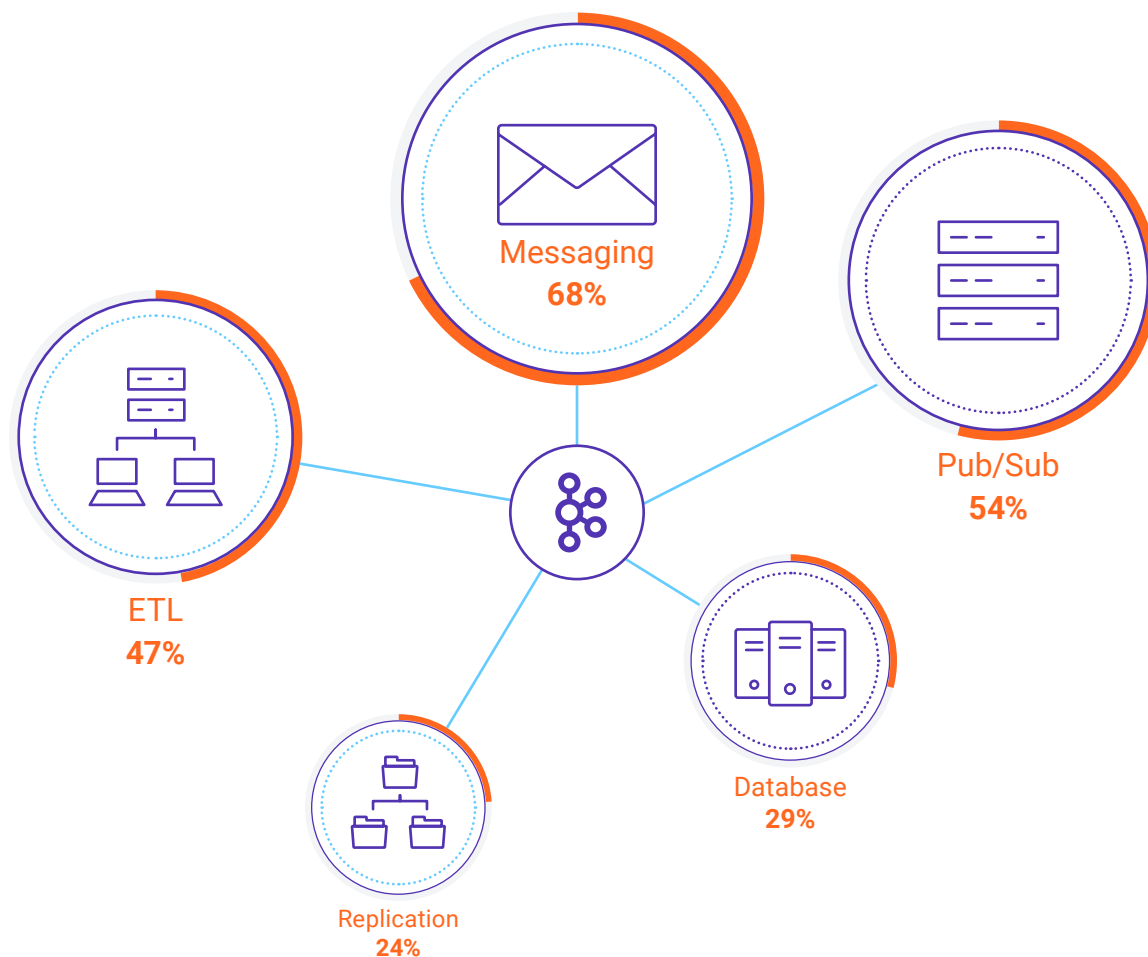 Messaging
68%
Pub/Sub
54%
ETL
47%
Database
29%
Replication
24%